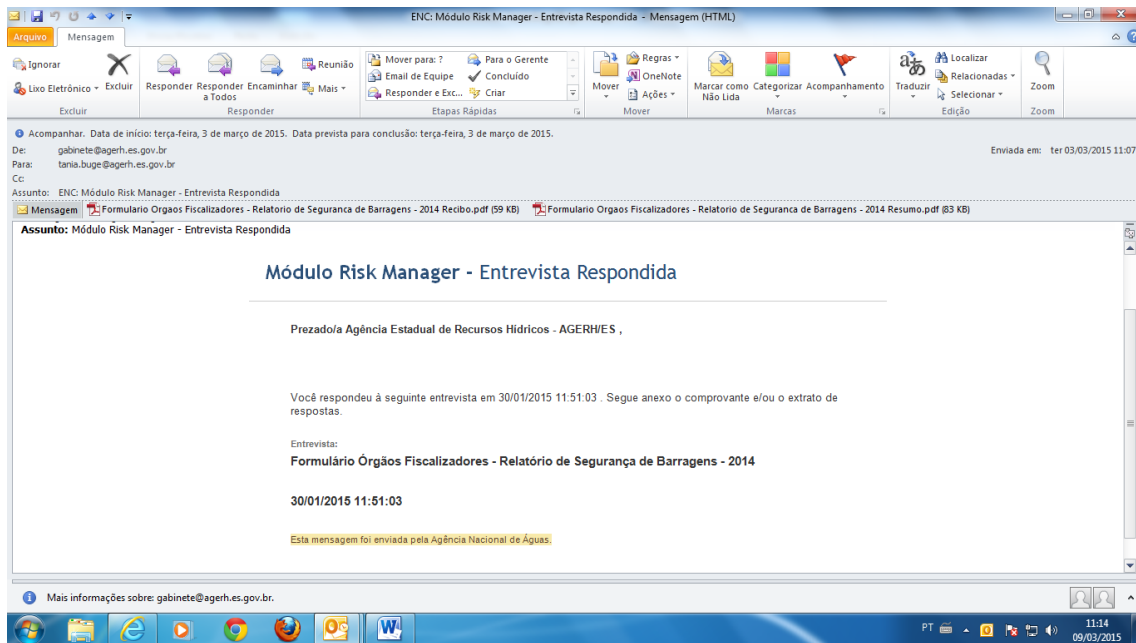 ENC: Módulo Risk Manager - Entrevista Respondida - Mensagem (HTML)
Arquivo Mensagem
Ignorar
Lixo Eletrônico
Excluir
Excluir
Responder
Responder a Todos
Encaminhar
Reunião
Mais
Responder
Mover para: ?
Para o Gerente
Email de Equipe
Concluído
Responder e Exc...
Criar
Etapas Rápidas
Mover
Regras
OneNote
Ações
Mover
Marcar como Não Lida
Categorizar
Acompanhamento
Marcas
Traduzir
Localizar
Relacionadas
Selecionar
Edição
Zoom
Zoom
Acompanhar. Data de início: terça-feira, 3 de março de 2015. Data prevista para conclusão: terça-feira, 3 de março de 2015.
De: gabinete@agerh.es.gov.br
Enviada em: ter 03/03/2015 11:07
Para: tania.buge@agerh.es.gov.br
Cc:
Assunto: ENC: Módulo Risk Manager - Entrevista Respondida
Mensagem
Formulario Orgaos Fiscalizadores - Relatorio de Seguranca de Barragens - 2014 Recibo.pdf (59 KB)
Formulario Orgaos Fiscalizadores - Relatorio de Seguranca de Barragens - 2014 Resumo.pdf (83 KB)
Assunto: Módulo Risk Manager - Entrevista Respondida
Módulo Risk Manager - Entrevista Respondida
Prezado/a Agência Estadual de Recursos Hídricos - AGERH/ES ,
Você respondeu à seguinte entrevista em 30/01/2015 11:51:03 . Segue anexo o comprovante e/ou o extrato de
respostas.
Entrevista:
Formulário Órgãos Fiscalizadores - Relatório de Segurança de Barragens - 2014
30/01/2015 11:51:03
Esta mensagem foi enviada pela Agência Nacional de Águas.
Mais informações sobre: gabinete@agerh.es.gov.br.
PT
11:14
09/03/2015